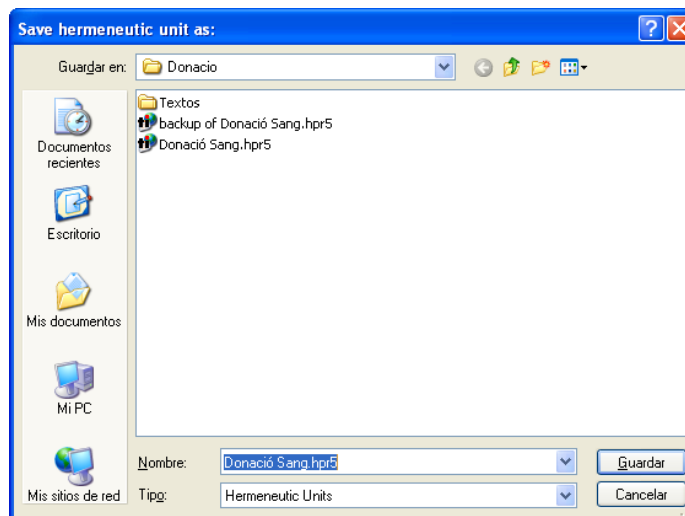 Save hermeneutic unit as:
Guardar en: Donacio
Textos
backup of Donació Sang.hpr5
Donació Sang.hpr5
Documentos
recientes
Escritorio
Mis documentos
Mi PC
Mis sitios de red
Nombre: Donació Sang.hpr5 Guardar
Tipo: Hermeneutic Units Cancelar